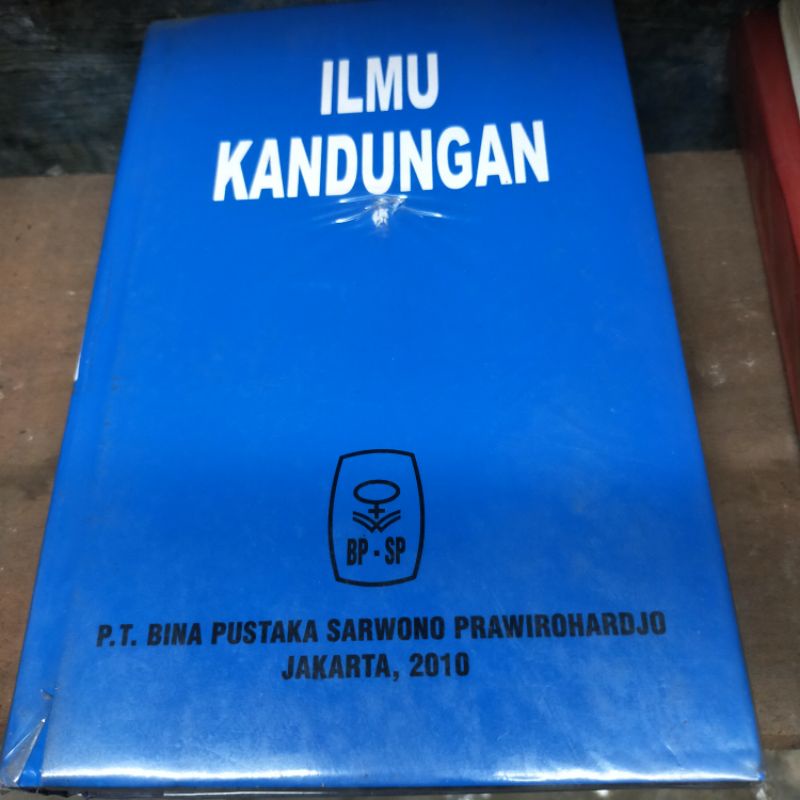 ILMU
KANDUNGAN
BP - SP
P.T. BINA PUSTAKA SARWONO PRAWIROHARDJO
JAKARTA, 2010